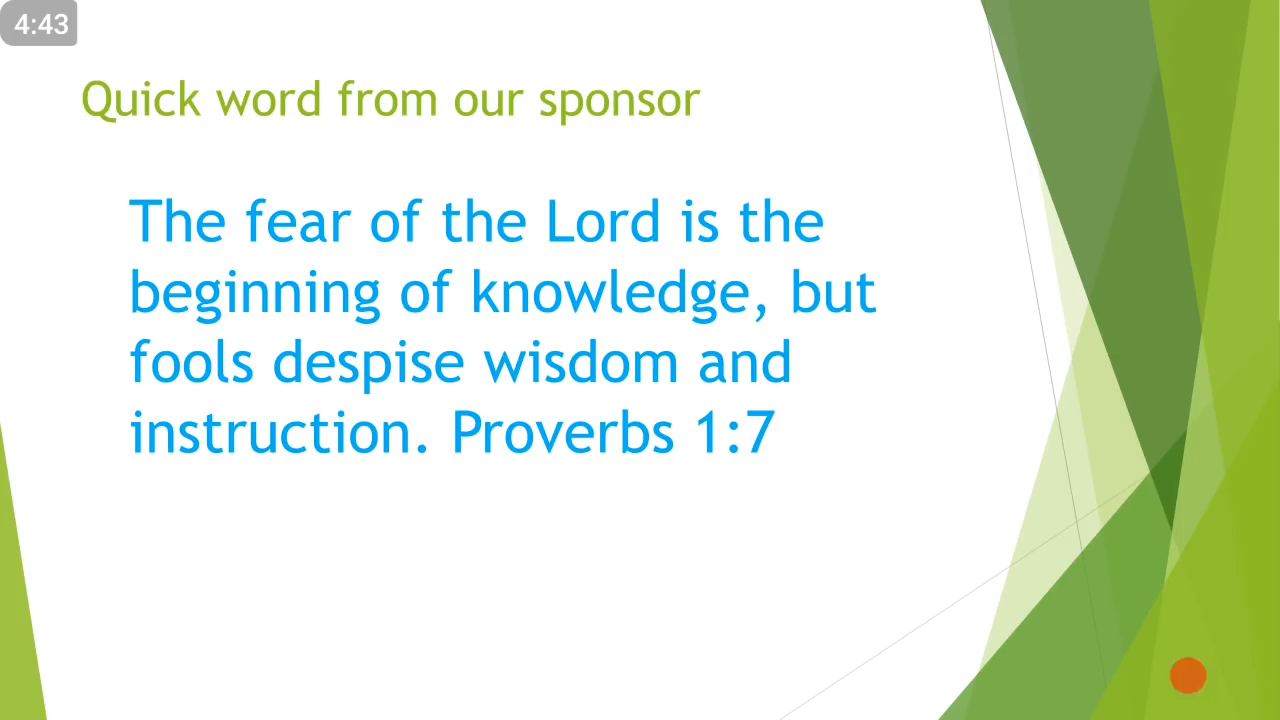 4:43
Quick word from our sponsor
The fear of the Lord is the
beginning of knowledge, but
fools despise wisdom and
instruction. Proverbs 1:7